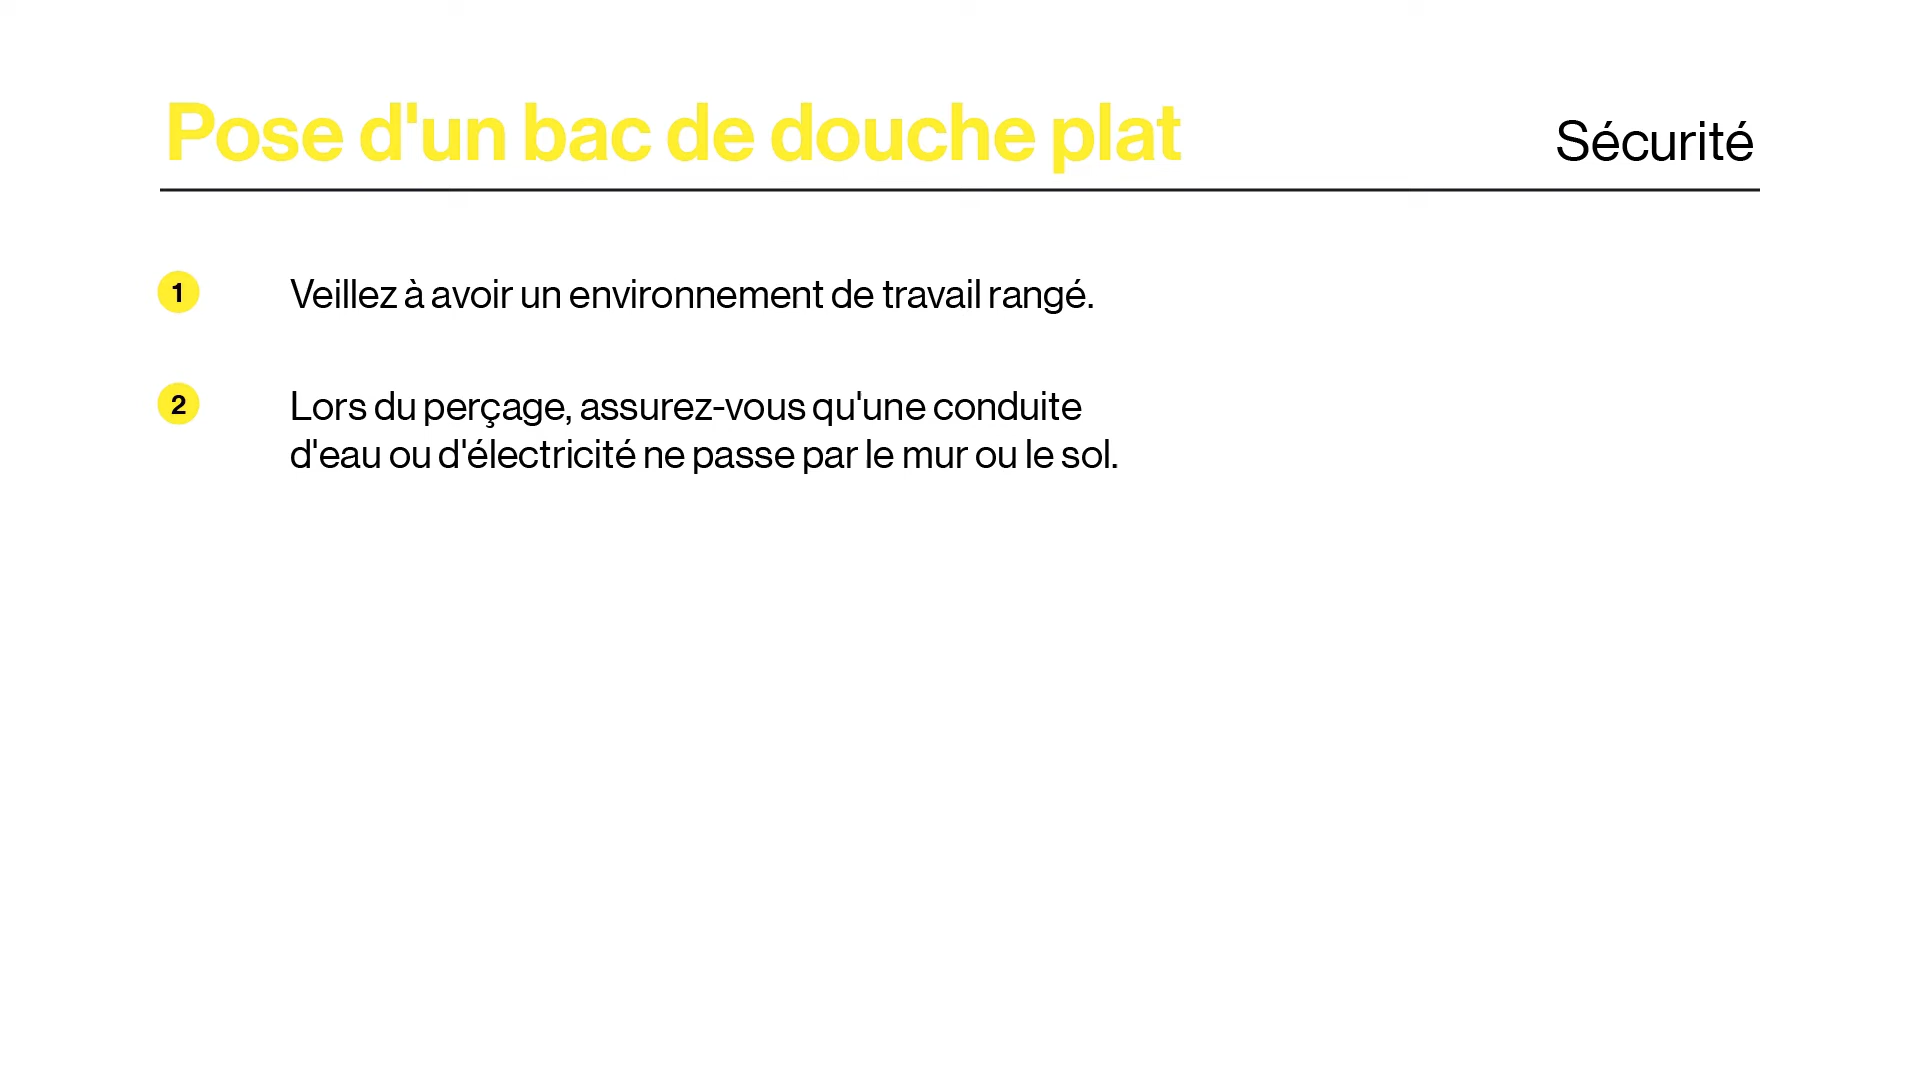 Pose d'un bac de douche plat
Sécurité
1
Veillez à avoir un environnement de travail rangé.
2
Lors du perçage, assurez-vous qu'une conduite
d'eau ou d'électricité ne passe par le mur ou le sol.